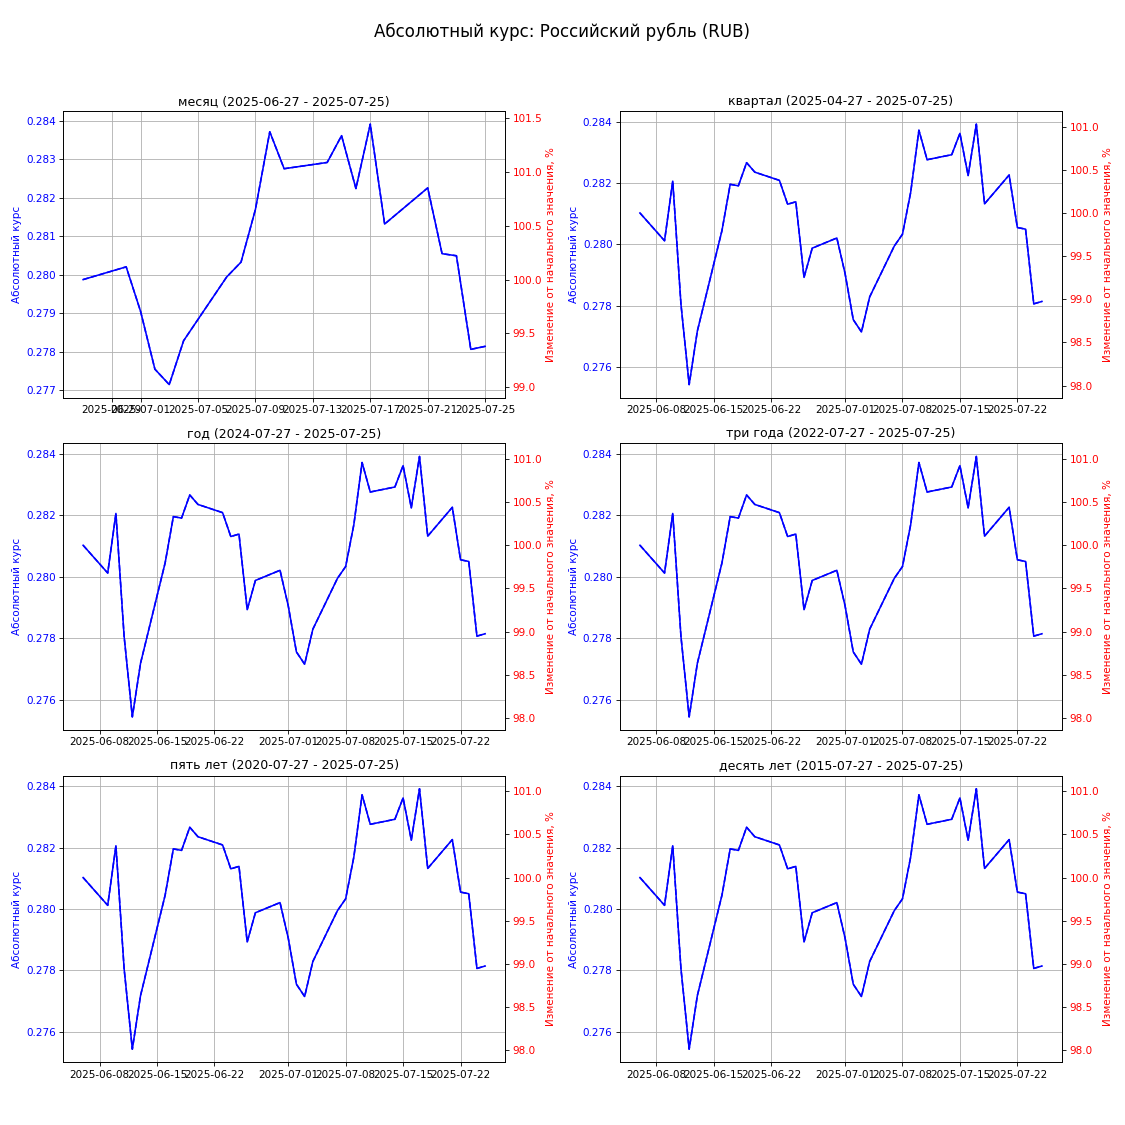 Абсолютный курс: Российский рубль (RUB)
месяц (2025-06-27 - 2025-07-25)
Абсолютный курс
0.284
0.283
0.282
0.281
0.280
0.279
0.278
0.277
101.5
101.0
100.5
100.0
99.5
99.0
Изменение от начального значения, %
2025-06-29 2025-07-01 2025-07-05 2025-07-09 2025-07-13 2025-07-17 2025-07-21 2025-07-25
квартал (2025-04-27 - 2025-07-25)
Абсолютный курс
0.284
0.282
0.280
0.278
0.276
101.0
100.5
100.0
99.5
99.0
98.5
98.0
Изменение от начального значения, %
2025-06-08 2025-06-15 2025-06-22 2025-07-01 2025-07-08 2025-07-15 2025-07-22
год (2024-07-27 - 2025-07-25)
Абсолютный курс
0.284
0.282
0.280
0.278
0.276
101.0
100.5
100.0
99.5
99.0
98.5
98.0
Изменение от начального значения, %
2025-06-08 2025-06-15 2025-06-22 2025-07-01 2025-07-08 2025-07-15 2025-07-22
три года (2022-07-27 - 2025-07-25)
Абсолютный курс
0.284
0.282
0.280
0.278
0.276
101.0
100.5
100.0
99.5
99.0
98.5
98.0
Изменение от начального значения, %
2025-06-08 2025-06-15 2025-06-22 2025-07-01 2025-07-08 2025-07-15 2025-07-22
пять лет (2020-07-27 - 2025-07-25)
Абсолютный курс
0.284
0.282
0.280
0.278
0.276
101.0
100.5
100.0
99.5
99.0
98.5
98.0
Изменение от начального значения, %
2025-06-08 2025-06-15 2025-06-22 2025-07-01 2025-07-08 2025-07-15 2025-07-22
десять лет (2015-07-27 - 2025-07-25)
Абсолютный курс
0.284
0.282
0.280
0.278
0.276
101.0
100.5
100.0
99.5
99.0
98.5
98.0
Изменение от начального значения, %
2025-06-08 2025-06-15 2025-06-22 2025-07-01 2025-07-08 2025-07-15 2025-07-22